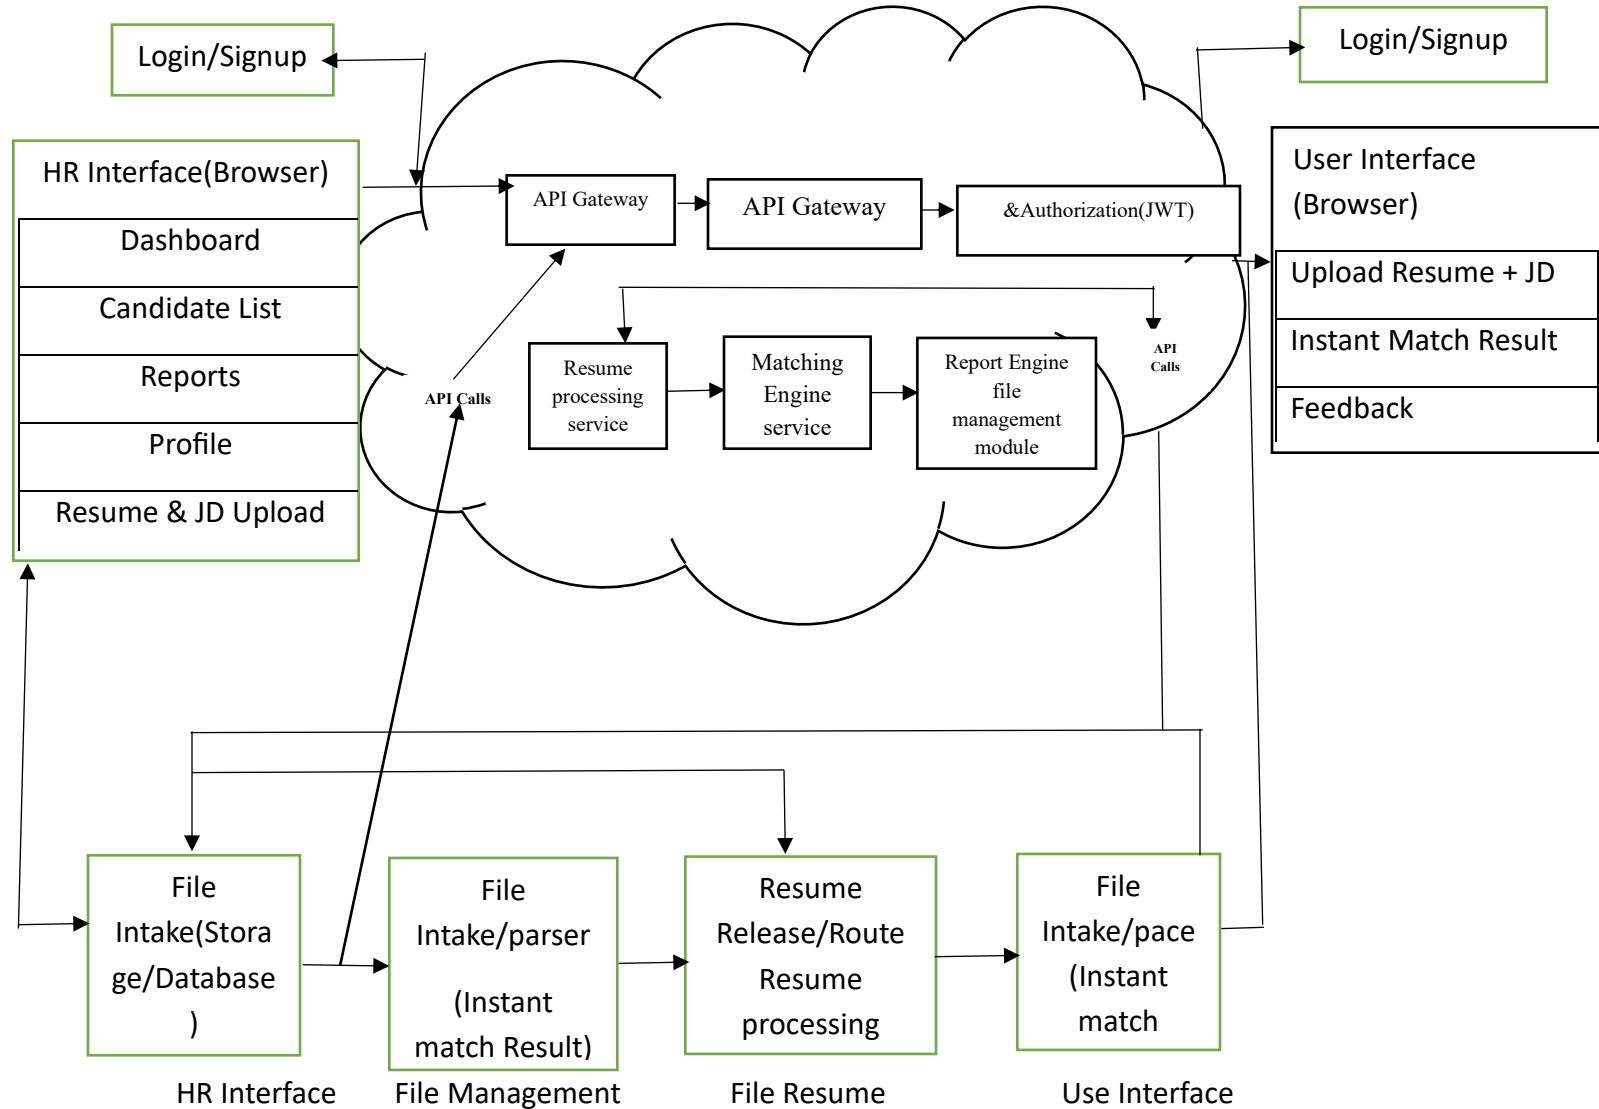 Login/Signup
Login/Signup
HR Interface(Browser)
Dashboard
Candidate List
Reports
Profile
Resume & JD Upload
API Gateway
API Gateway
&Authorization(JWT)
User Interface
(Browser)
Upload Resume + JD
Instant Match Result
Feedback
API Calls
Resume
processing
service
Matching
Engine
service
Report Engine
file
management
module
API
Calls
File
Intake(Stora
ge/Database
)
File
Intake/parser
(Instant
match Result)
Resume
Release/Route
Resume
processing
File
Intake/pace
(Instant
match
HR Interface
File Management
File Resume
Use Interface